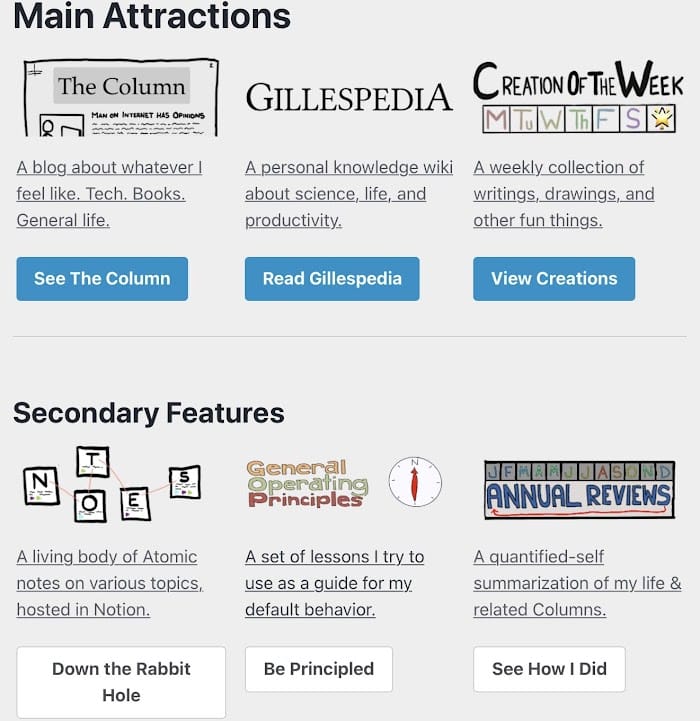 Main Attractions
The Column
MAN ON INTERNET HAS OPINIONS
GILLESPEDIA
CREATION OF THE WEEK
M Tu W Th F S
A blog about whatever I
feel like. Tech. Books.
General life.
A personal knowledge wiki
about science, life, and
productivity.
A weekly collection of
writings, drawings, and
other fun things.
See The Column
Read Gillespedia
View Creations
Secondary Features
NOTES
General
Operating
Principles
N
J F M A M J J A S O N D
ANNUAL REVIEWS
A living body of Atomic
notes on various topics,
hosted in Notion.
A set of lessons I try to
use as a guide for my
default behavior.
A quantified-self
summarization of my life &
related Columns.
Down the Rabbit
Hole
Be Principled
See How I Did